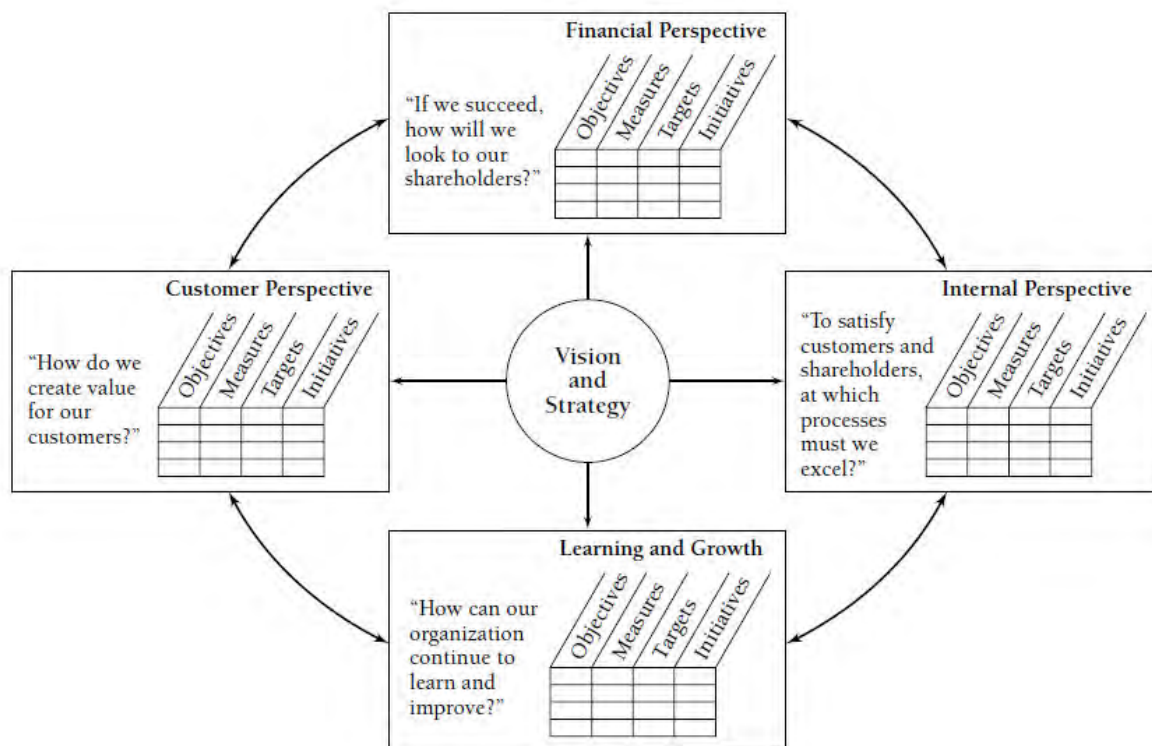 Financial Perspective
“If we succeed,
how will we
look to our
shareholders?”
Objectives
Measures
Targets
Initiatives
Customer Perspective
“How do we
create value
for our
customers?”
Objectives
Measures
Targets
Initiatives
Vision
and
Strategy
Internal Perspective
“To satisfy
customers and
shareholders,
at which
processes
must we
excel?”
Objectives
Measures
Targets
Initiatives
Learning and Growth
“How can our
organization
continue to
learn and
improve?”
Objectives
Measures
Targets
Initiatives